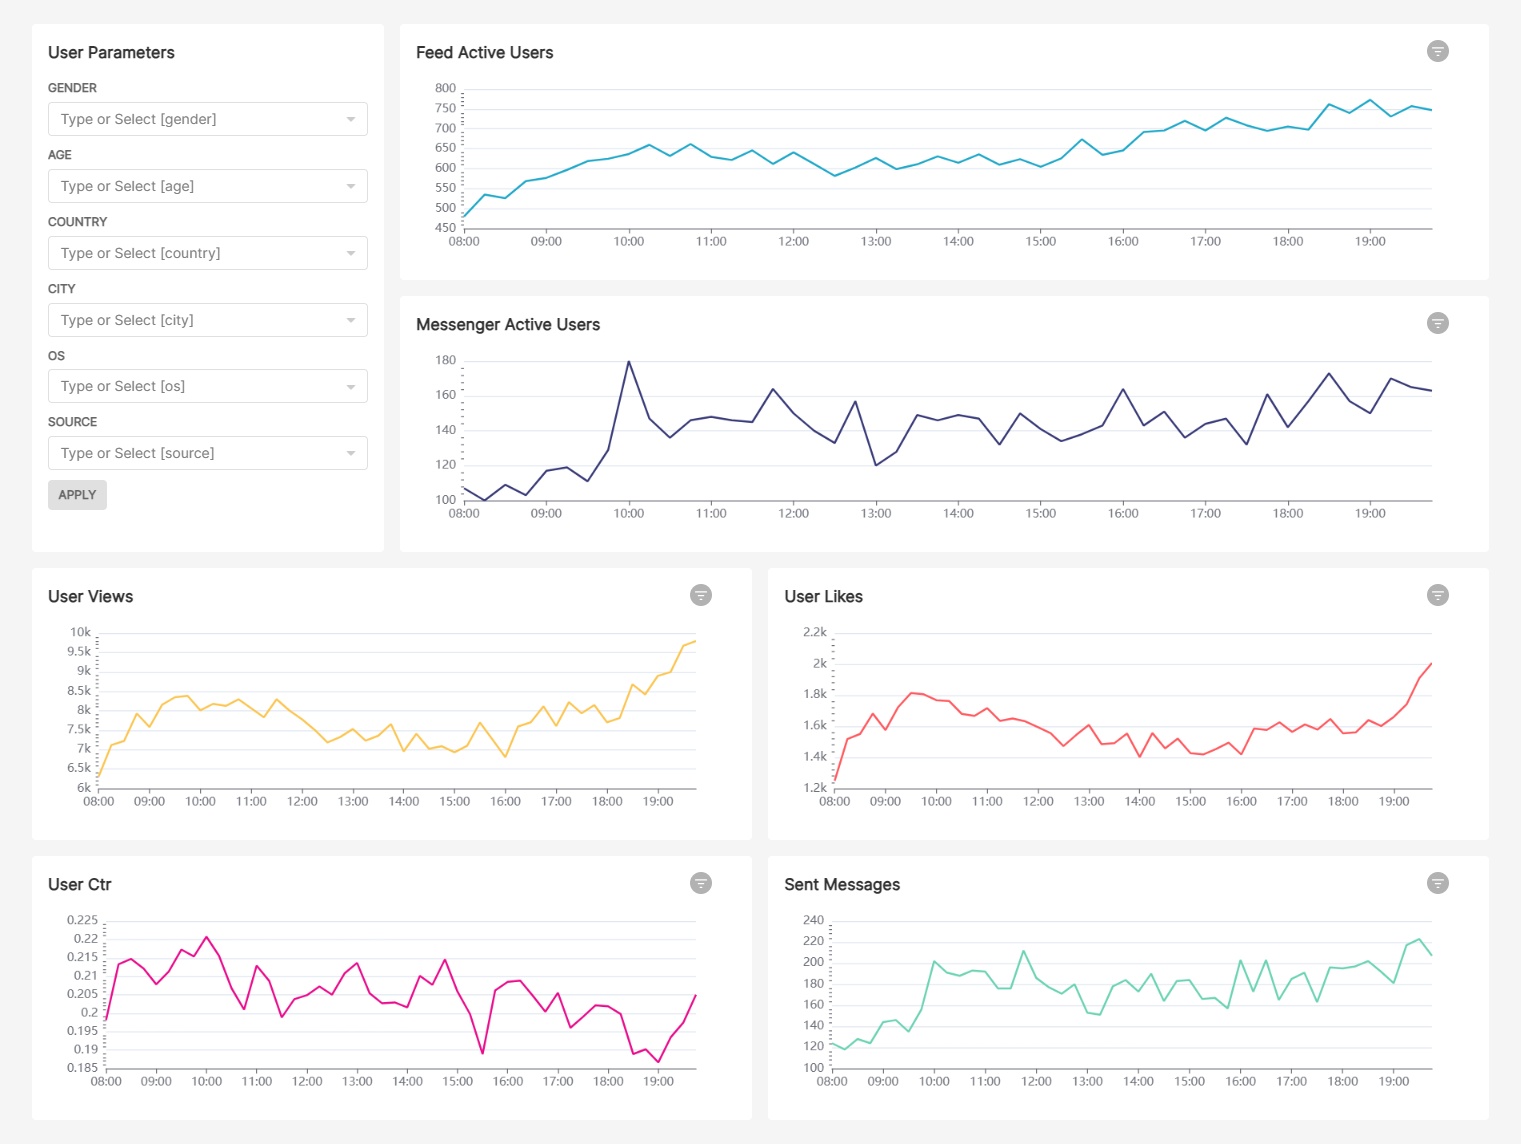 User Parameters
GENDER
Type or Select [gender]
AGE
Type or Select [age]
COUNTRY
Type or Select [country]
CITY
Type or Select [city]
OS
Type or Select [os]
SOURCE
Type or Select [source]
APPLY
Feed Active Users
800
750
700
650
600
550
500
450
08:00 09:00 10:00 11:00 12:00 13:00 14:00 15:00 16:00 17:00 18:00 19:00
Messenger Active Users
180
160
140
120
100
08:00 09:00 10:00 11:00 12:00 13:00 14:00 15:00 16:00 17:00 18:00 19:00
User Views
10k
9.5k
9k
8.5k
8k
7.5k
7k
6.5k
6k
08:00 09:00 10:00 11:00 12:00 13:00 14:00 15:00 16:00 17:00 18:00 19:00
User Likes
2.2k
2k
1.8k
1.6k
1.4k
1.2k
08:00 09:00 10:00 11:00 12:00 13:00 14:00 15:00 16:00 17:00 18:00 19:00
User Ctr
0.225
0.22
0.215
0.21
0.205
0.2
0.195
0.19
0.185
08:00 09:00 10:00 11:00 12:00 13:00 14:00 15:00 16:00 17:00 18:00 19:00
Sent Messages
240
220
200
180
160
140
120
100
08:00 09:00 10:00 11:00 12:00 13:00 14:00 15:00 16:00 17:00 18:00 19:00